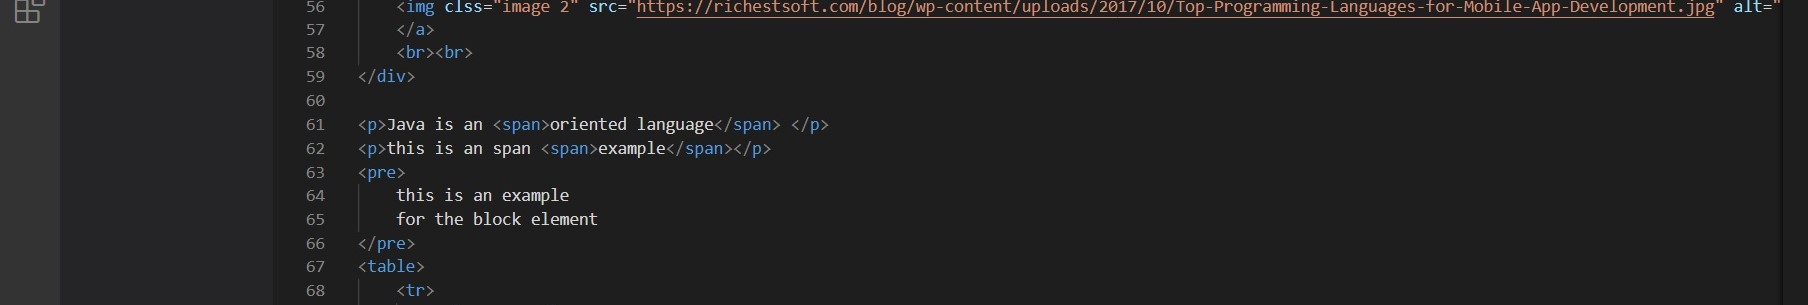 56 <img clss="image 2" src="https://richestsoft.com/blog/wp-content/uploads/2017/10/Top-Programming-Languages-for-Mobile-App-Development.jpg" alt="
57 </a>
58 <br><br>
59 </div>
60
61 <p>Java is an <span>oriented language</span> </p>
62 <p>this is an span <span>example</span></p>
63 <pre>
64 this is an example
65 for the block element
66 </pre>
67 <table>
68 <tr>